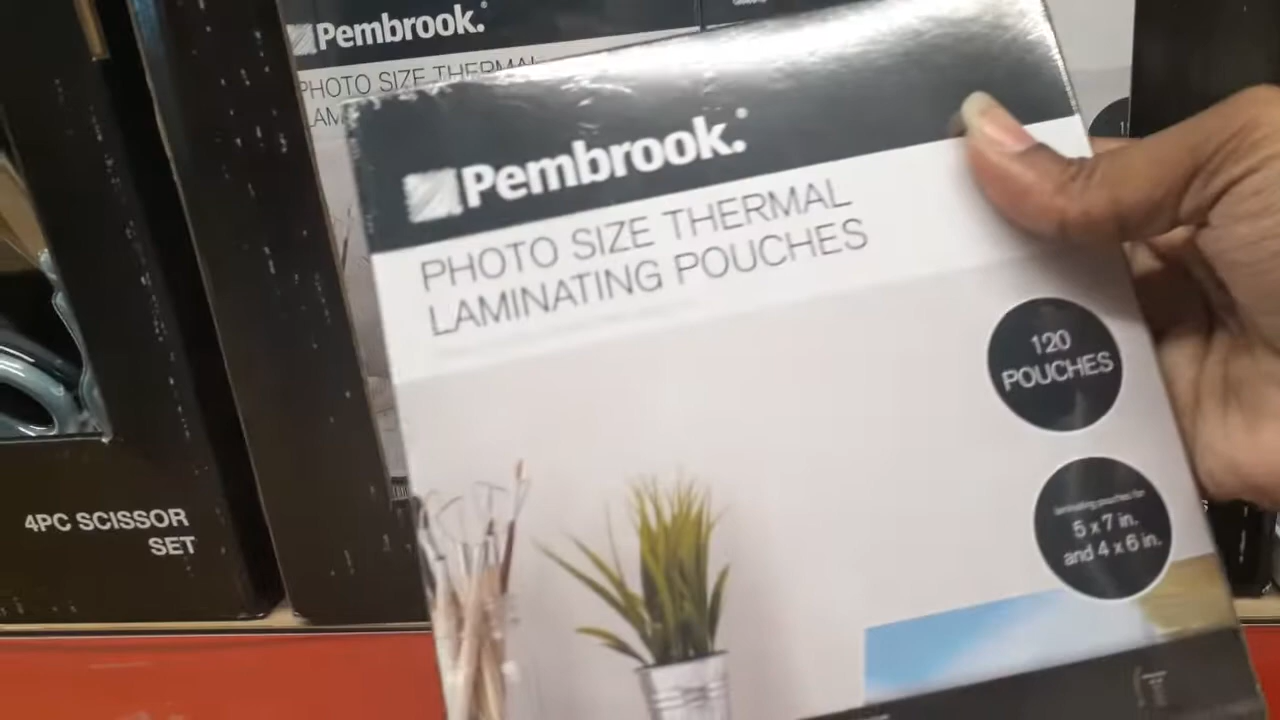 Pembrook.®
PHOTO SIZE THERMAL
LAM
Pembrook.®
PHOTO SIZE THERMAL
LAMINATING POUCHES
120
POUCHES
laminating pouches for
5 x 7 in.
and 4 x 6 in.
4PC SCISSOR
SET